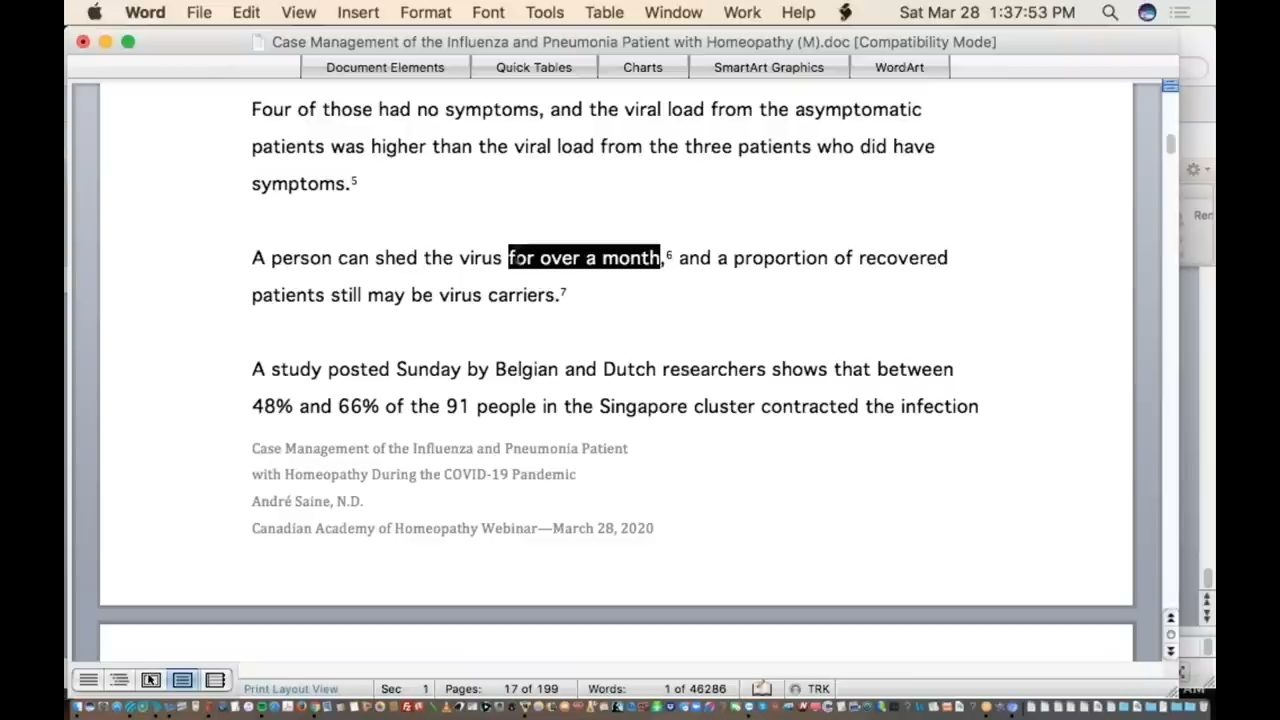 Word File Edit View Insert Format Font Tools Table Window Work Help Sat Mar 28 1:37:53 PM
Case Management of the Influenza and Pneumonia Patient with Homeopathy (M).doc [Compatibility Mode]
Document Elements Quick Tables Charts SmartArt Graphics WordArt
Four of those had no symptoms, and the viral load from the asymptomatic
patients was higher than the viral load from the three patients who did have
symptoms.5
Ren
A person can shed the virus for over a month,6 and a proportion of recovered
patients still may be virus carriers.7
A study posted Sunday by Belgian and Dutch researchers shows that between
48% and 66% of the 91 people in the Singapore cluster contracted the infection
Case Management of the Influenza and Pneumonia Patient
with Homeopathy During the COVID-19 Pandemic
André Saine, N.D.
Canadian Academy of Homeopathy Webinar—March 28, 2020
Print Layout View Sec 1 Pages: 17 of 199 Words: 1 of 46286 TRK
AM